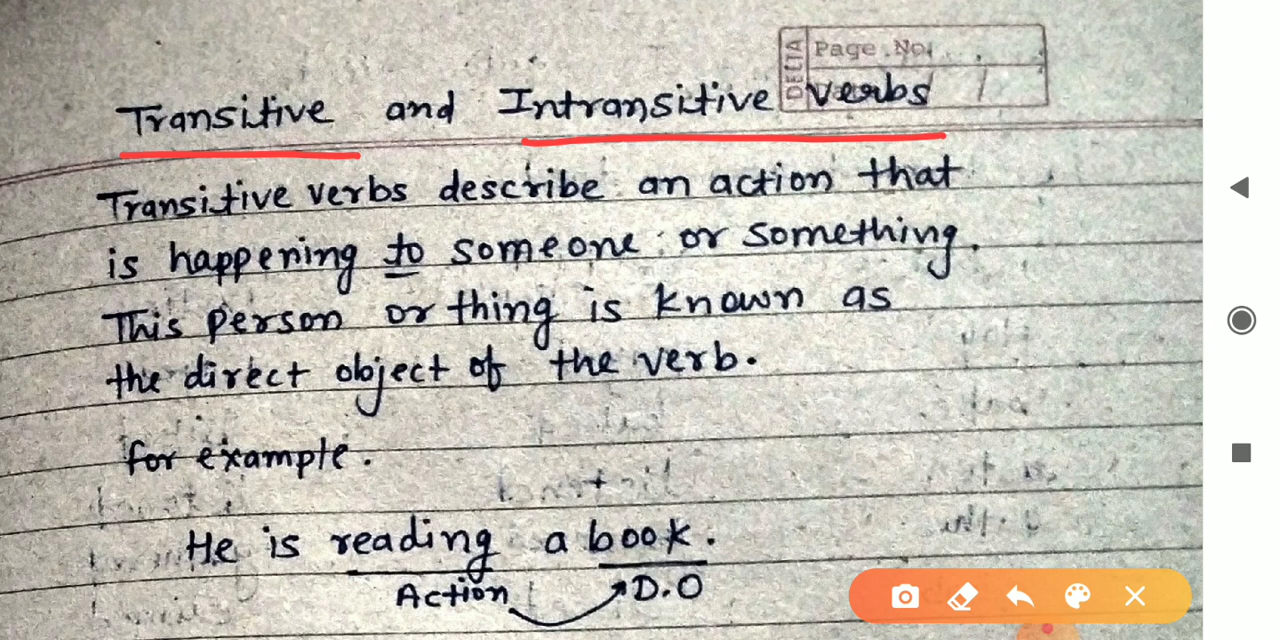 DELTA
Page No.
Transitive and Intransitive verbs
Transitive verbs describe an action that
is happening to someone or something.
This person or thing is known as
the direct object of the verb.
for example.
He is reading a book.
Action D.O